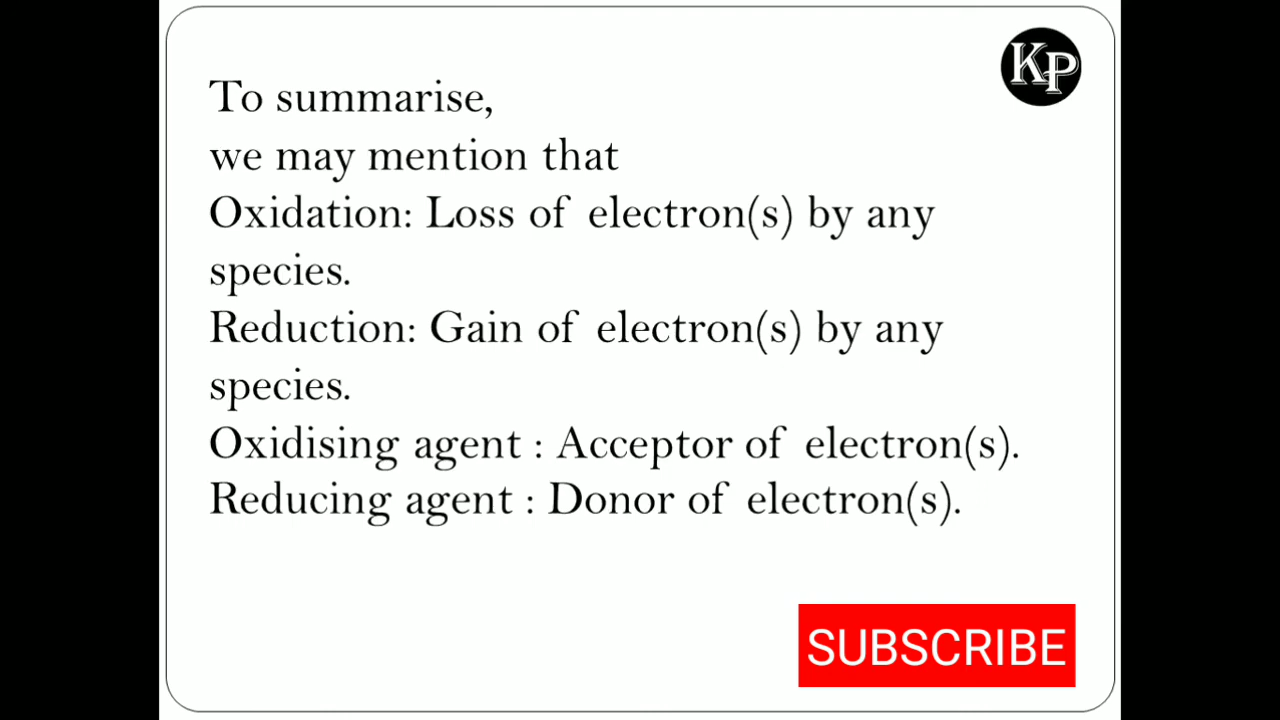 KP
To summarise,
we may mention that
Oxidation: Loss of electron(s) by any
species.
Reduction: Gain of electron(s) by any
species.
Oxidising agent : Acceptor of electron(s).
Reducing agent : Donor of electron(s).
SUBSCRIBE